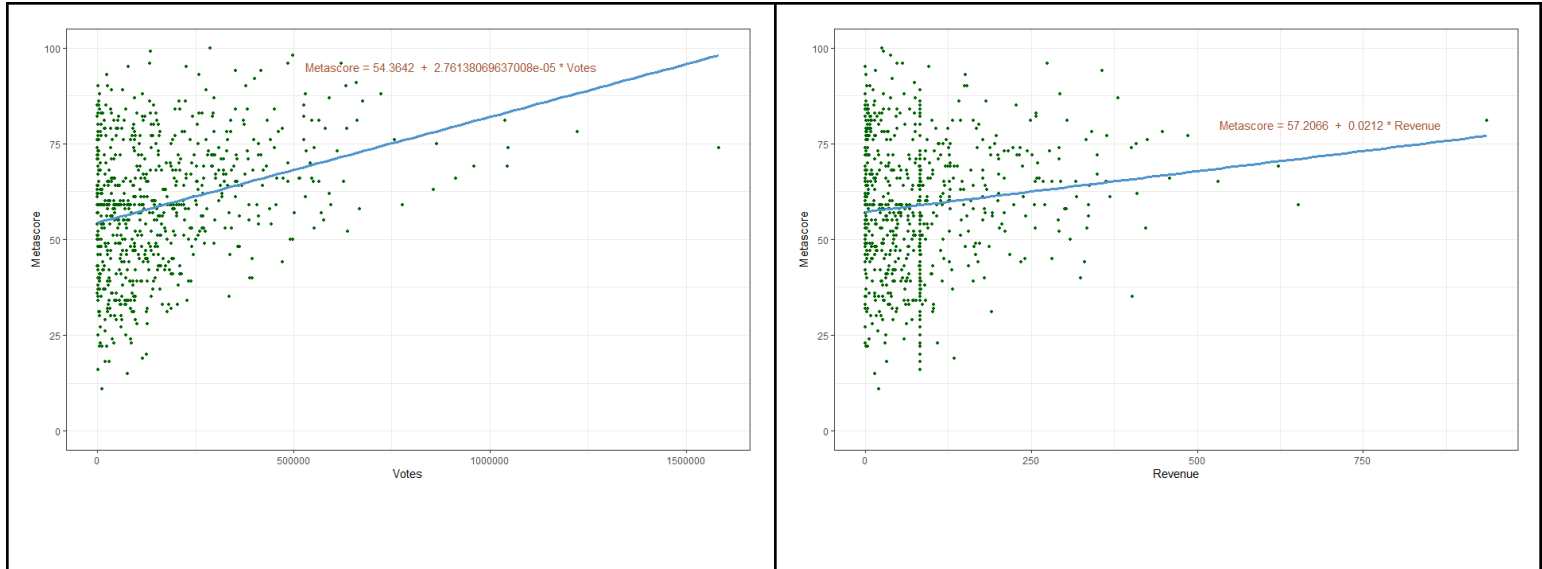 100
75
50
25
0
Metascore
Metascore = 54.3642 + 2.76138069637008e-05 * Votes
0 500000 1000000 1500000
Votes
100
75
50
25
0
Metascore
Metascore = 57.2066 + 0.0212 * Revenue
0 250 500 750
Revenue